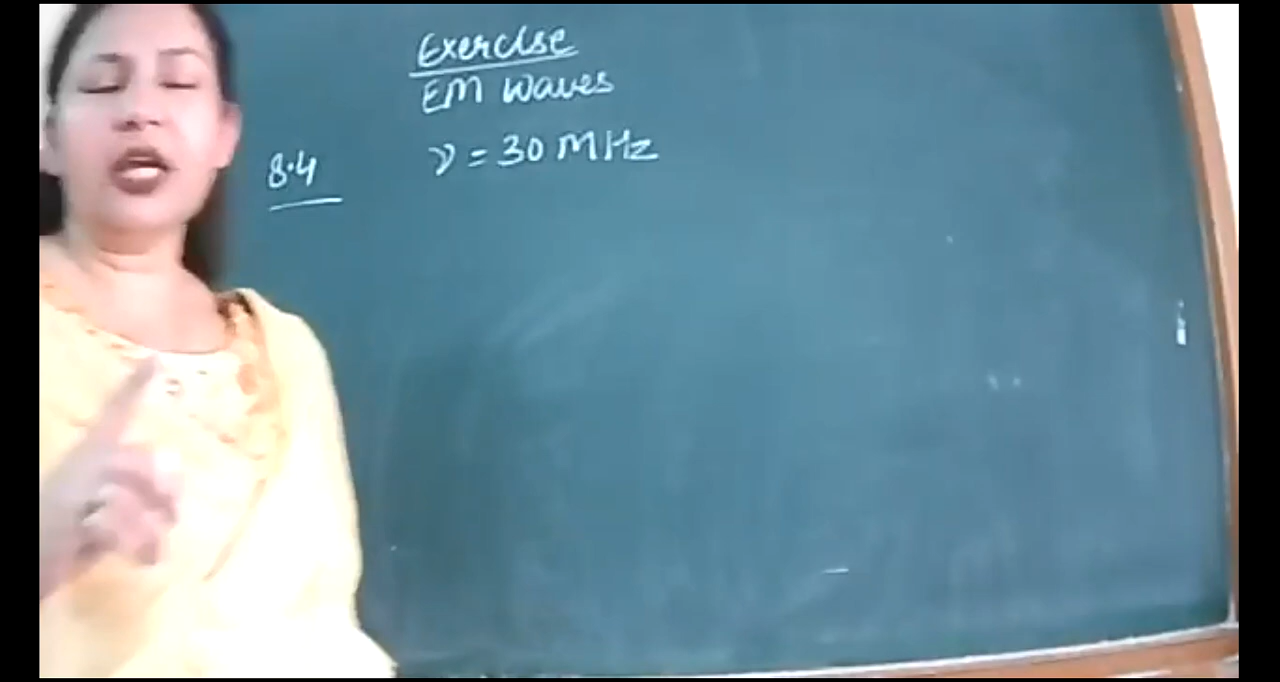 Exercise
EM Waves
8.4
ν = 30 MHz